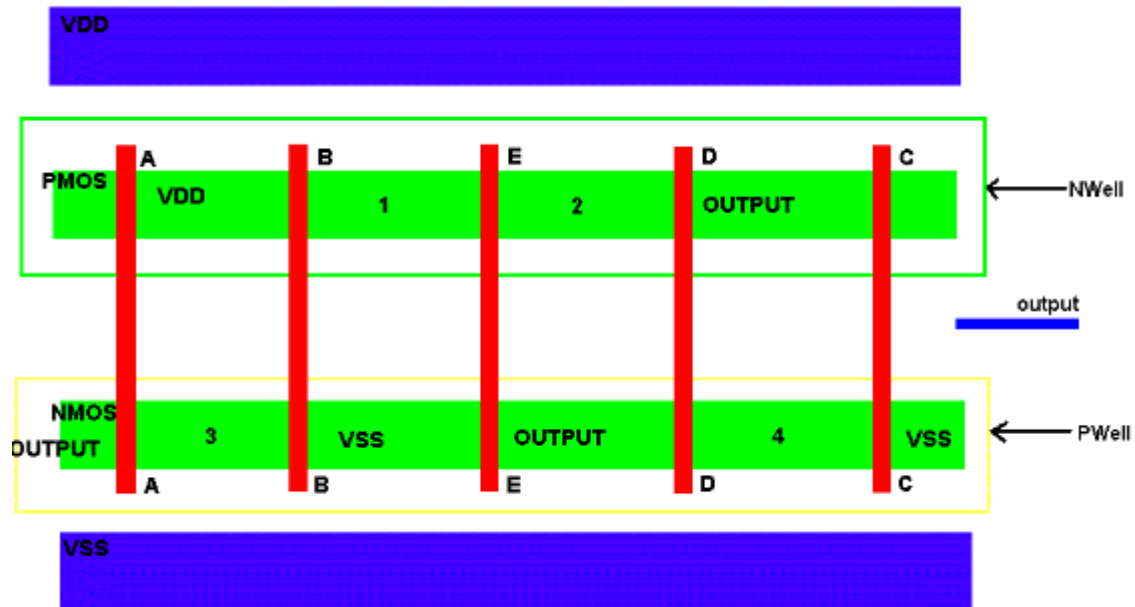 VDD
A B E D C
PMOS VDD 1 2 OUTPUT
NWell
output
NMOS
OUTPUT 3 VSS OUTPUT 4 VSS
PWell
A B E D C
VSS